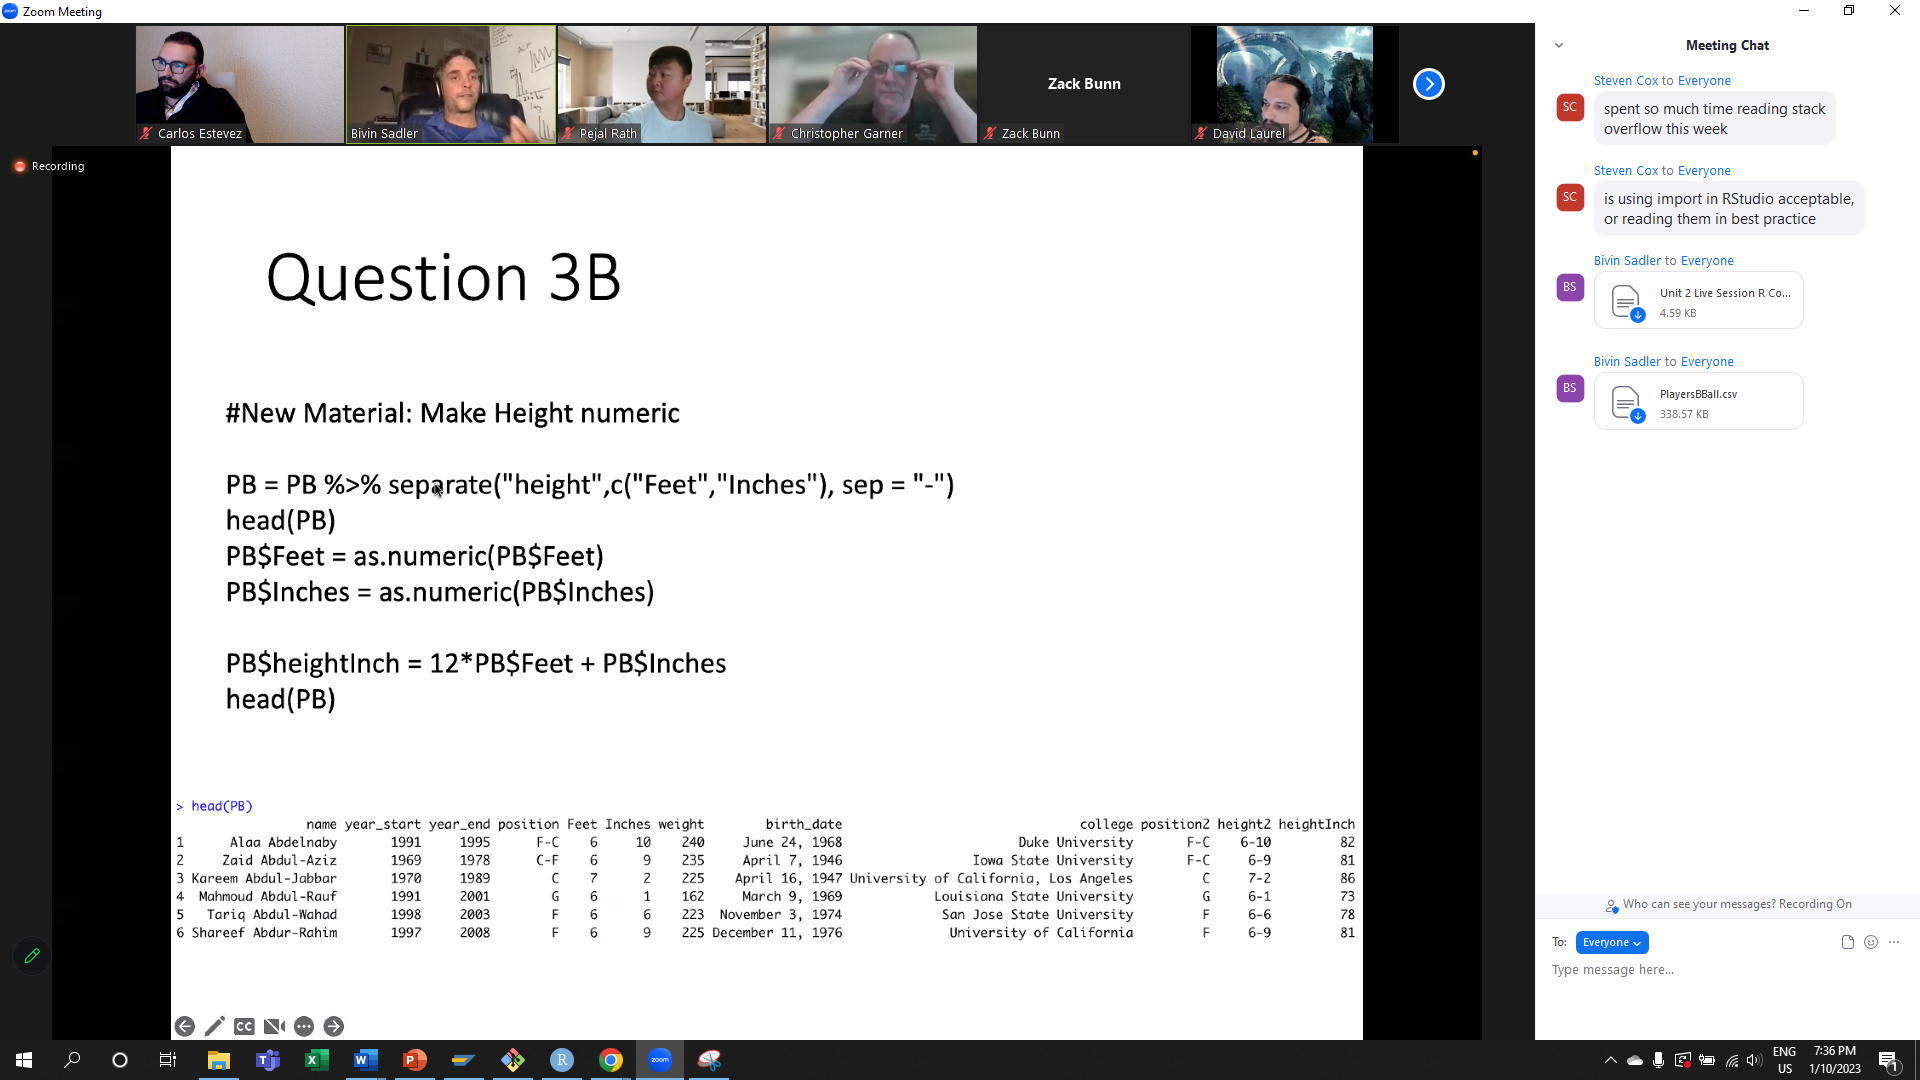 Zoom Meeting
Carlos Estevez
Bivin Sadler
Pejal Rath
Christopher Garner
Zack Bunn
Zack Bunn
David Laurel
Recording
Question 3B
#New Material: Make Height numeric
PB = PB %>% separate("height",c("Feet","Inches"), sep = "-")
head(PB)
PB$Feet = as.numeric(PB$Feet)
PB$Inches = as.numeric(PB$Inches)
PB$heightInch = 12*PB$Feet + PB$Inches
head(PB)
> head(PB)
name year_start year_end position Feet Inches weight birth_date college position2 height2 heightInch
1 Alaa Abdelnaby 1991 1995 F-C 6 10 240 June 24, 1968 Duke University F-C 6-10 82
2 Zaid Abdul-Aziz 1969 1978 C-F 6 9 235 April 7, 1946 Iowa State University F-C 6-9 81
3 Kareem Abdul-Jabbar 1970 1989 C 7 2 225 April 16, 1947 University of California, Los Angeles C 7-2 86
4 Mahmoud Abdul-Rauf 1991 2001 G 6 1 162 March 9, 1969 Louisiana State University G 6-1 73
5 Tariq Abdul-Wahad 1998 2003 F 6 6 223 November 3, 1974 San Jose State University F 6-6 78
6 Shareef Abdur-Rahim 1997 2008 F 6 9 225 December 11, 1976 University of California F 6-9 81
CC
Meeting Chat
Steven Cox to Everyone
SC
spent so much time reading stack
overflow this week
Steven Cox to Everyone
SC
is using import in RStudio acceptable,
or reading them in best practice
Bivin Sadler to Everyone
BS
Unit 2 Live Session R Co...
4.59 KB
Bivin Sadler to Everyone
BS
PlayersBBall.csv
338.57 KB
Who can see your messages? Recording On
To: Everyone
Type message here...
zoom
ENG
US
7:36 PM
1/10/2023
1